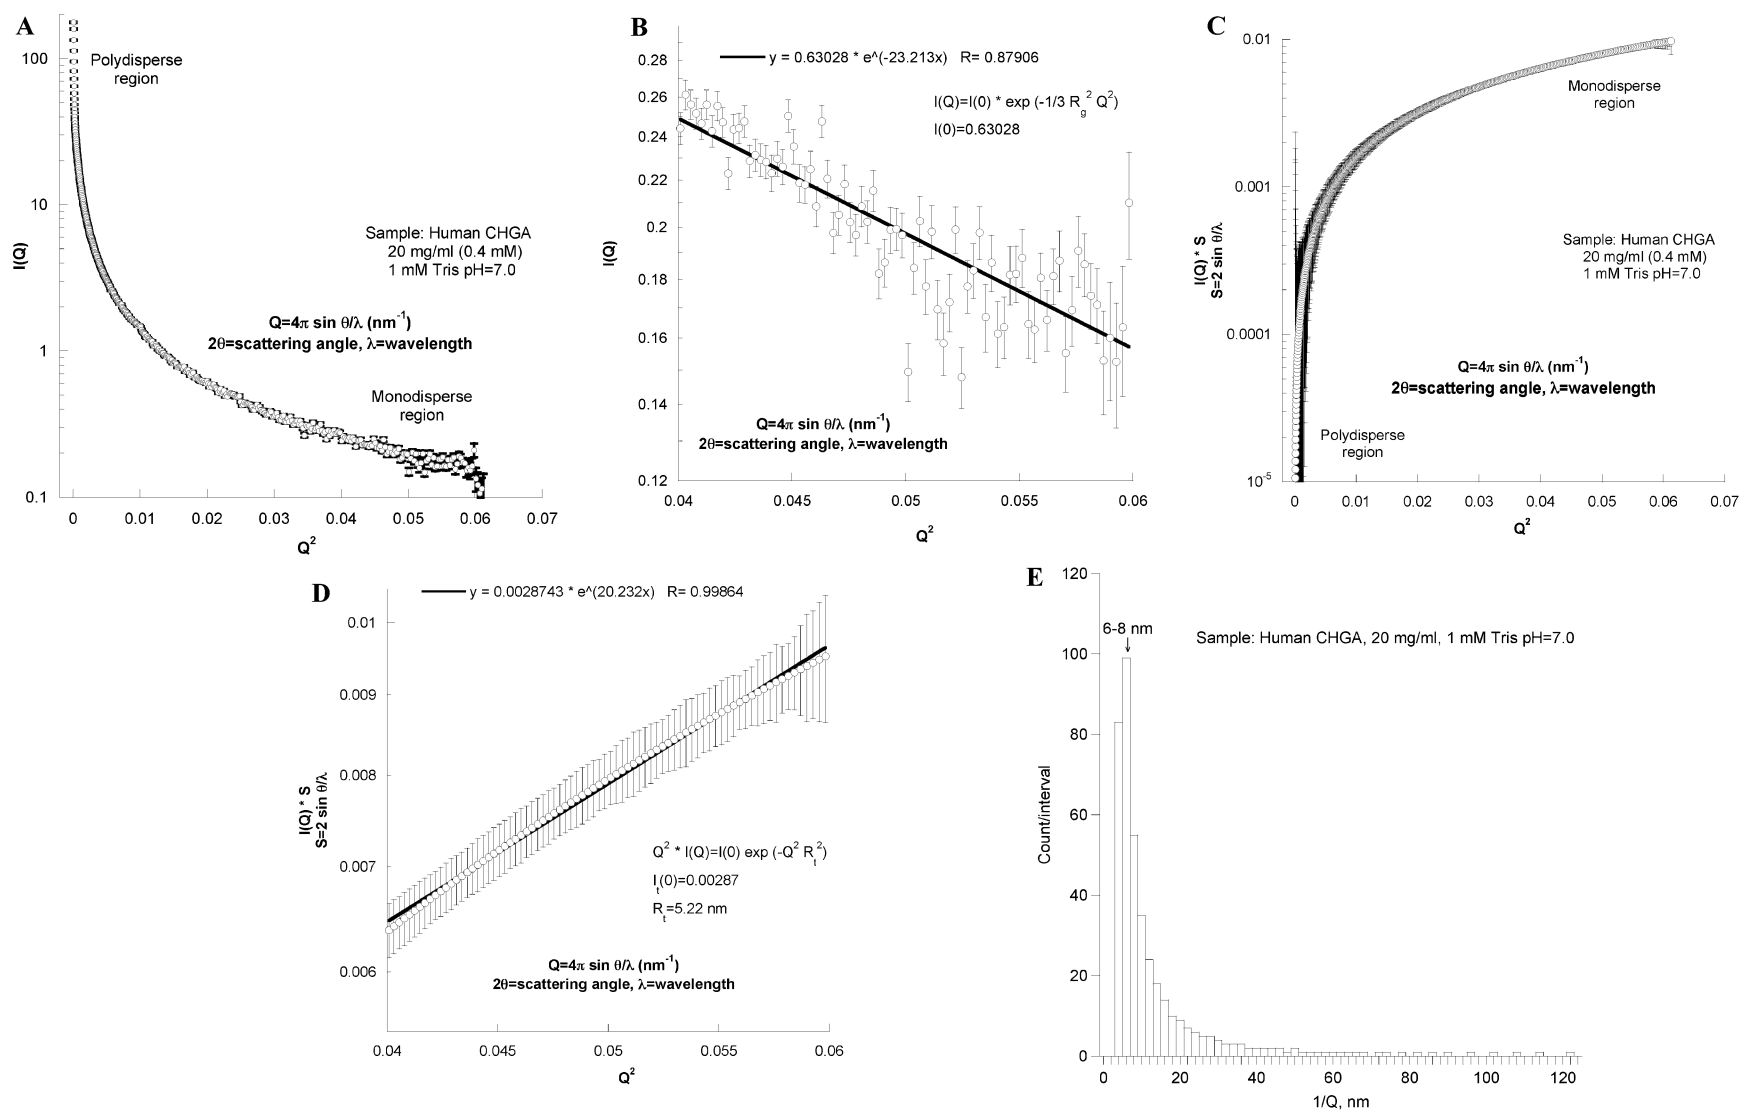 A
100
10
1
0.1
I(Q)
Polydisperse
region
Sample: Human CHGA
20 mg/ml (0.4 mM)
1 mM Tris pH=7.0
Q=4π sin θ/λ (nm⁻¹)
2θ=scattering angle, λ=wavelength
Monodisperse
region
0 0.01 0.02 0.03 0.04 0.05 0.06 0.07
Q²
B
y = 0.63028 * e^(-23.213x) R= 0.87906
I(Q)=I(0) * exp (-1/3 R_g² Q²)
I(0)=0.63028
0.28
0.26
0.24
0.22
0.2
0.18
0.16
0.14
0.12
I(Q)
Q=4π sin θ/λ (nm⁻¹)
2θ=scattering angle, λ=wavelength
0.04 0.045 0.05 0.055 0.06
Q²
C
0.01
0.001
0.0001
10⁻⁵
I(Q) * S
S=2 sin θ/λ
Monodisperse
region
Sample: Human CHGA
20 mg/ml (0.4 mM)
1 mM Tris pH=7.0
Q=4π sin θ/λ (nm⁻¹)
2θ=scattering angle, λ=wavelength
Polydisperse
region
0 0.01 0.02 0.03 0.04 0.05 0.06 0.07
Q²
D
y = 0.0028743 * e^(20.232x) R= 0.99864
0.01
0.009
0.008
0.007
0.006
I(Q) * S
S=2 sin θ/λ
Q² * I(Q)=I(0) exp (-Q² R_t²)
I_t(0)=0.00287
R_t=5.22 nm
Q=4π sin θ/λ (nm⁻¹)
2θ=scattering angle, λ=wavelength
0.04 0.045 0.05 0.055 0.06
Q²
E
120
100
80
60
40
20
0
Count/interval
6-8 nm
Sample: Human CHGA, 20 mg/ml, 1 mM Tris pH=7.0
0 20 40 60 80 100 120
1/Q, nm